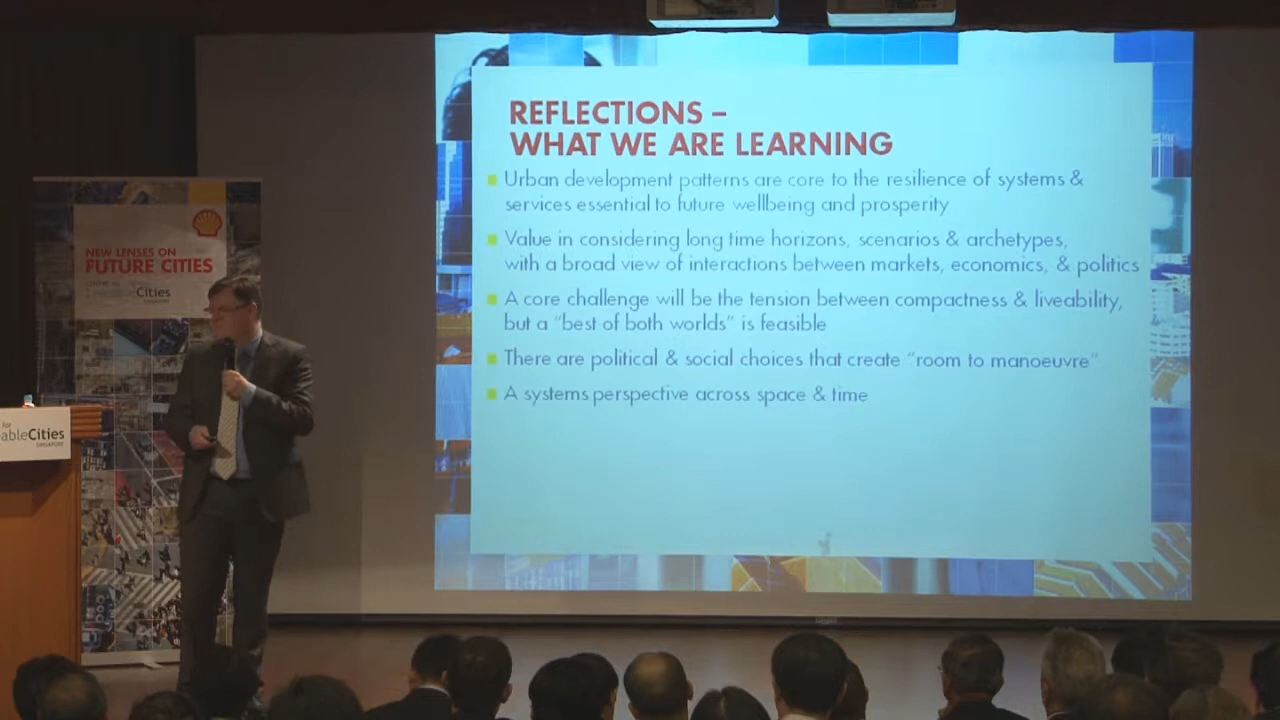 REFLECTIONS –
WHAT WE ARE LEARNING
Urban development patterns are core to the resilience of systems &
services essential to future wellbeing and prosperity
Value in considering long time horizons, scenarios & archetypes,
with a broad view of interactions between markets, economics, & politics
A core challenge will be the tension between compactness & liveability,
but a "best of both worlds" is feasible
There are political & social choices that create "room to manoeuvre"
A systems perspective across space & time
NEW LENSES ON
FUTURE CITIES
Cities
for
ableCities
SINGAPORE